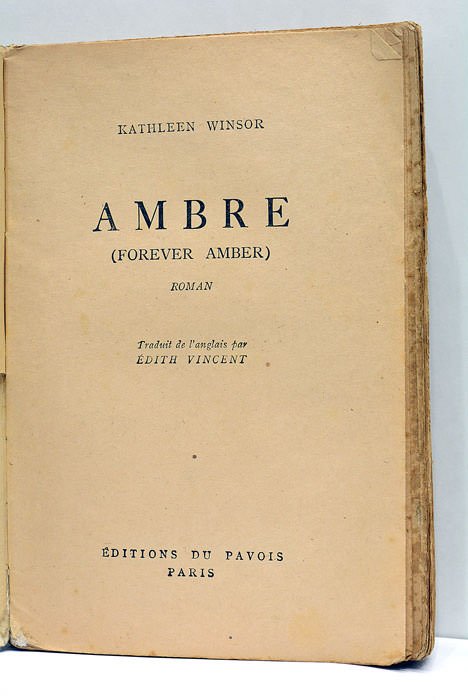 KATHLEEN WINSOR
AMBRE
(FOREVER AMBER)
ROMAN
Traduit de l'anglais par
ÉDITH VINCENT
ÉDITIONS DU PAVOIS
PARIS